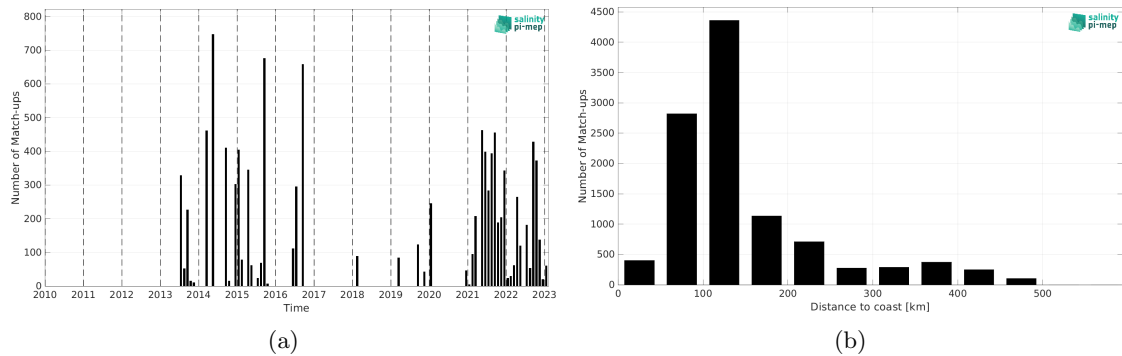 800
700
600
500
400
300
200
100
0
Number of Match-ups
2010 2011 2012 2013 2014 2015 2016 2017 2018 2019 2020 2021 2022 2023
Time
salinity
pi-mep
(a)
4500
4000
3500
3000
2500
2000
1500
1000
500
0
Number of Match-ups
0 100 200 300 400 500
Distance to coast [km]
salinity
pi-mep
(b)